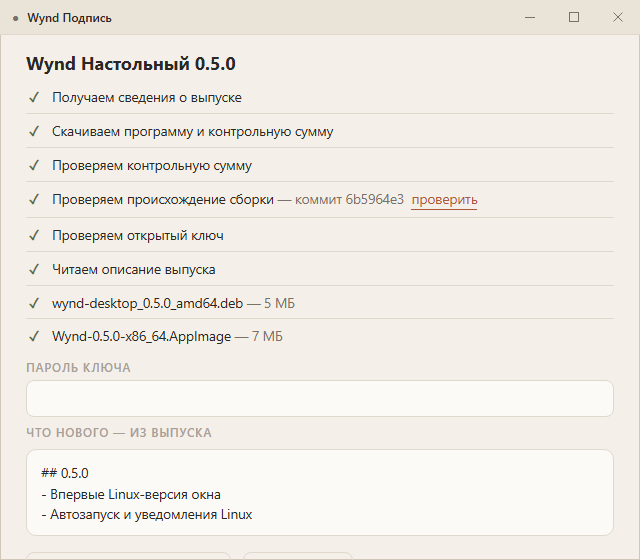 Wynd Подпись
Wynd Настольный 0.5.0
✓ Получаем сведения о выпуске
✓ Скачиваем программу и контрольную сумму
✓ Проверяем контрольную сумму
✓ Проверяем происхождение сборки — коммит 6b5964e3 проверить
✓ Проверяем открытый ключ
✓ Читаем описание выпуска
✓ wynd-desktop_0.5.0_amd64.deb — 5 МБ
✓ Wynd-0.5.0-x86_64.AppImage — 7 МБ
ПАРОЛЬ КЛЮЧА
ЧТО НОВОГО — ИЗ ВЫПУСКА
## 0.5.0
- Впервые Linux-версия окна
- Автозапуск и уведомления Linux